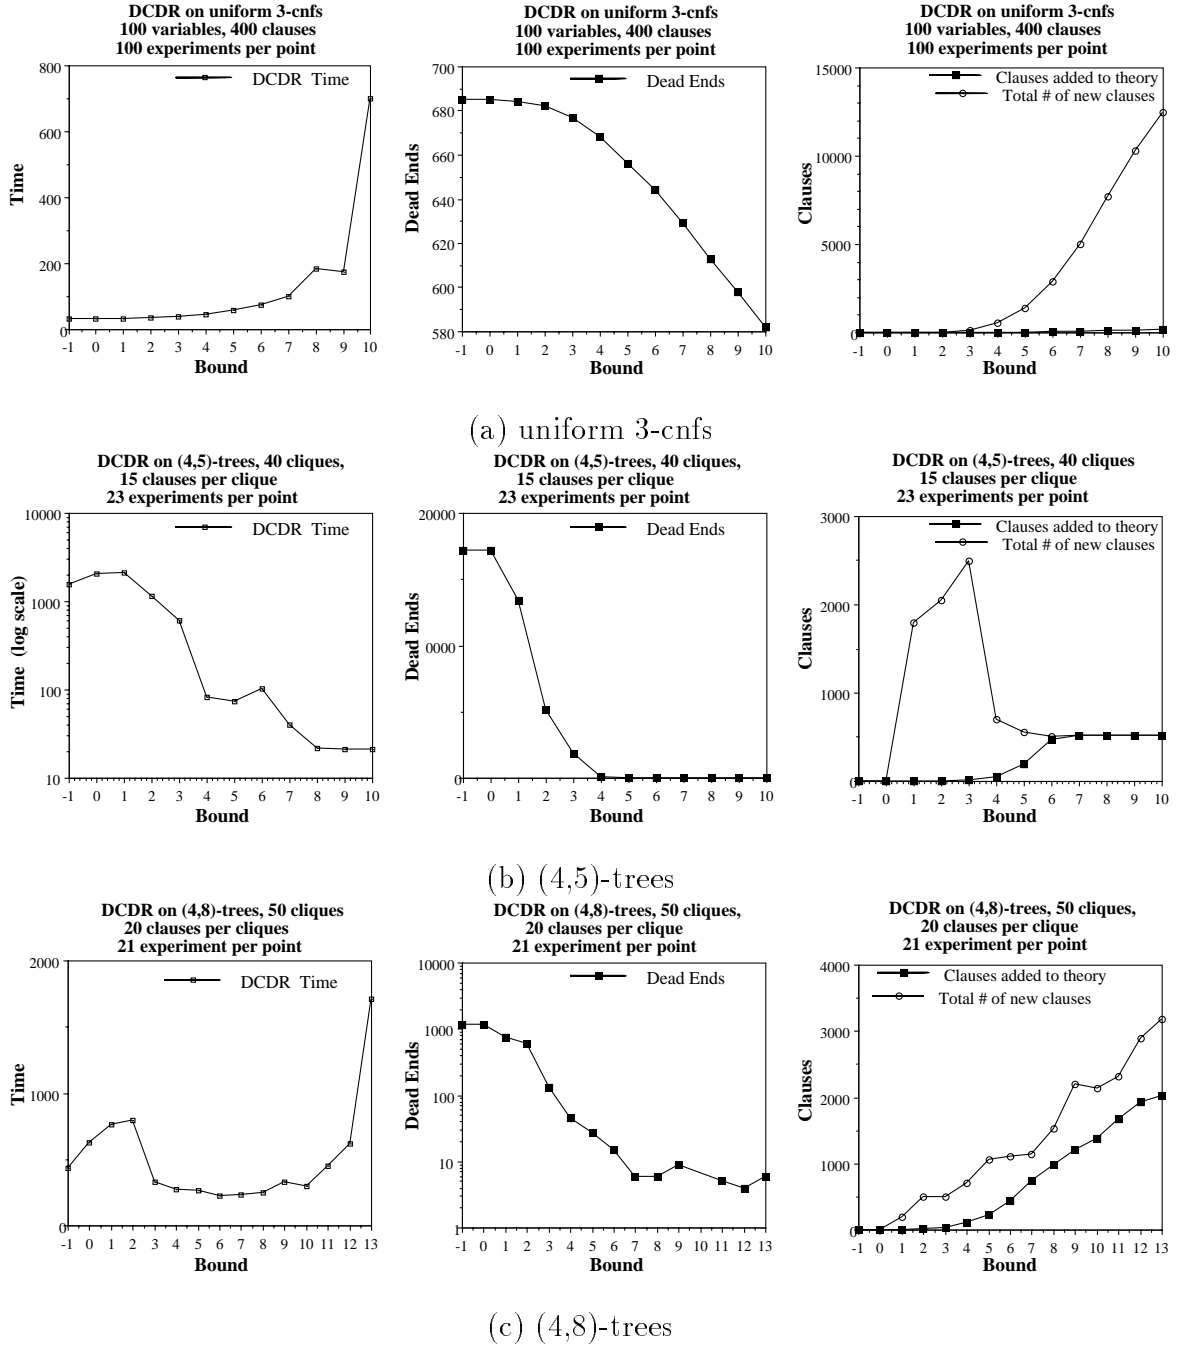 DCDR on uniform 3-cnfs
100 variables, 400 clauses
100 experiments per point
DCDR Time
Time
800
600
400
200
0
-1 0 1 2 3 4 5 6 7 8 9 10
Bound
DCDR on uniform 3-cnfs
100 variables, 400 clauses
100 experiments per point
Dead Ends
Dead Ends
700
680
660
640
620
600
580
-1 0 1 2 3 4 5 6 7 8 9 10
Bound
DCDR on uniform 3-cnfs
100 variables, 400 clauses
100 experiments per point
Clauses added to theory
Total # of new clauses
Clauses
15000
10000
5000
0
-1 0 1 2 3 4 5 6 7 8 9 10
Bound
(a) uniform 3-cnfs
DCDR on (4,5)-trees, 40 cliques,
15 clauses per clique
23 experiments per point
DCDR Time
Time (log scale)
10000
1000
100
10
-1 0 1 2 3 4 5 6 7 8 9 10
Bound
DCDR on (4,5)-trees, 40 cliques,
15 clauses per clique
23 experiments per point
Dead Ends
Dead Ends
20000
0000
0
-1 0 1 2 3 4 5 6 7 8 9 10
Bound
DCDR on (4,5)-trees, 40 cliques
15 clauses per clique
23 experiments per point
Clauses added to theory
Total # of new clauses
Clauses
3000
2000
1000
0
-1 0 1 2 3 4 5 6 7 8 9 10
Bound
(b) (4,5)-trees
DCDR on (4,8)-trees, 50 cliques
20 clauses per cliques
21 experiment per point
DCDR Time
Time
2000
1000
0
-1 0 1 2 3 4 5 6 7 8 9 10 11 12 13
Bound
DCDR on (4,8)-trees, 50 cliques,
20 clauses per clique
21 experiment per point
Dead Ends
Dead Ends
10000
1000
100
10
1
-1 0 1 2 3 4 5 6 7 8 9 10 11 12 13
Bound
DCDR on (4,8)-trees, 50 cliques,
20 clauses per clique
21 experiment per point
Clauses added to theory
Total # of new clauses
Clauses
4000
3000
2000
1000
0
-1 0 1 2 3 4 5 6 7 8 9 10 11 12 13
Bound
(c) (4,8)-trees